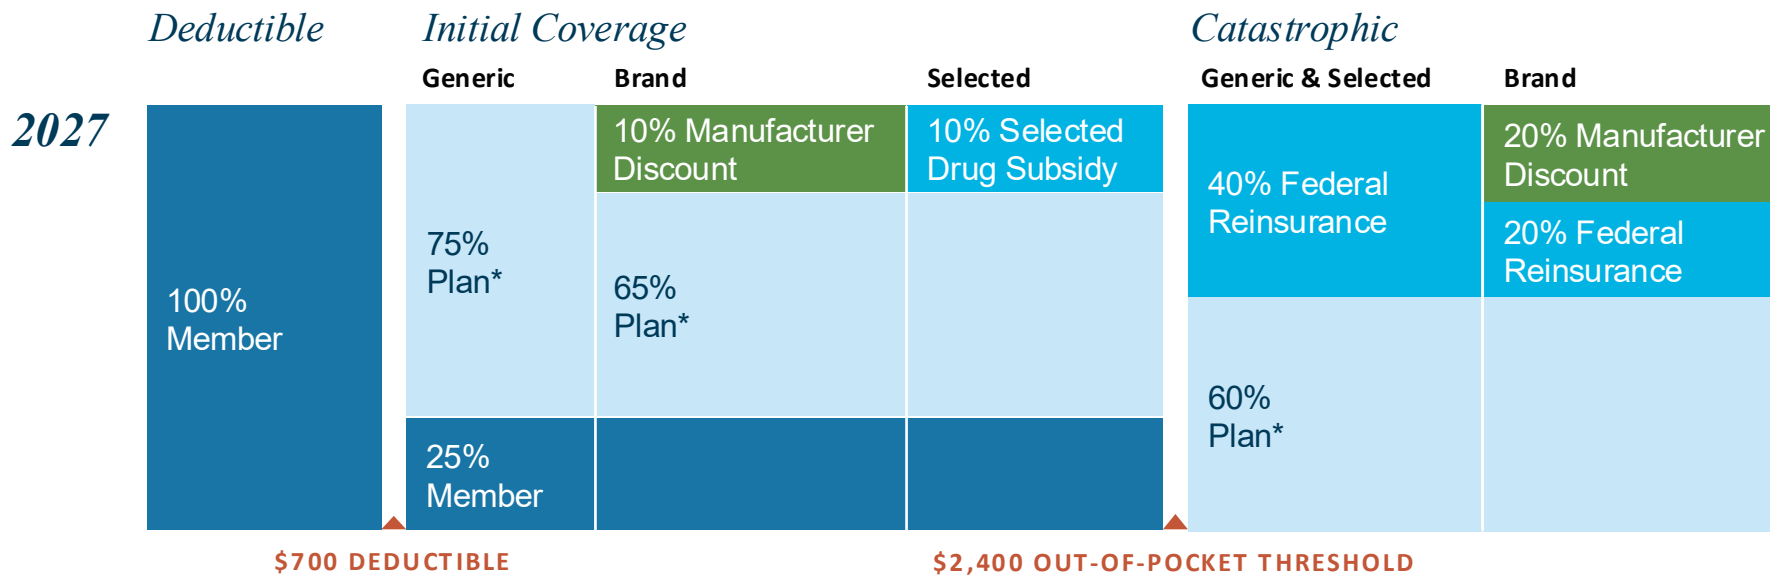 Deductible
Initial Coverage
Catastrophic
Generic
Brand
Selected
Generic & Selected
Brand
2027
100%
Member
75%
Plan*
25%
Member
10% Manufacturer
Discount
65%
Plan*
10% Selected
Drug Subsidy
40% Federal
Reinsurance
60%
Plan*
20% Manufacturer
Discount
20% Federal
Reinsurance
$700 DEDUCTIBLE
$2,400 OUT-OF-POCKET THRESHOLD